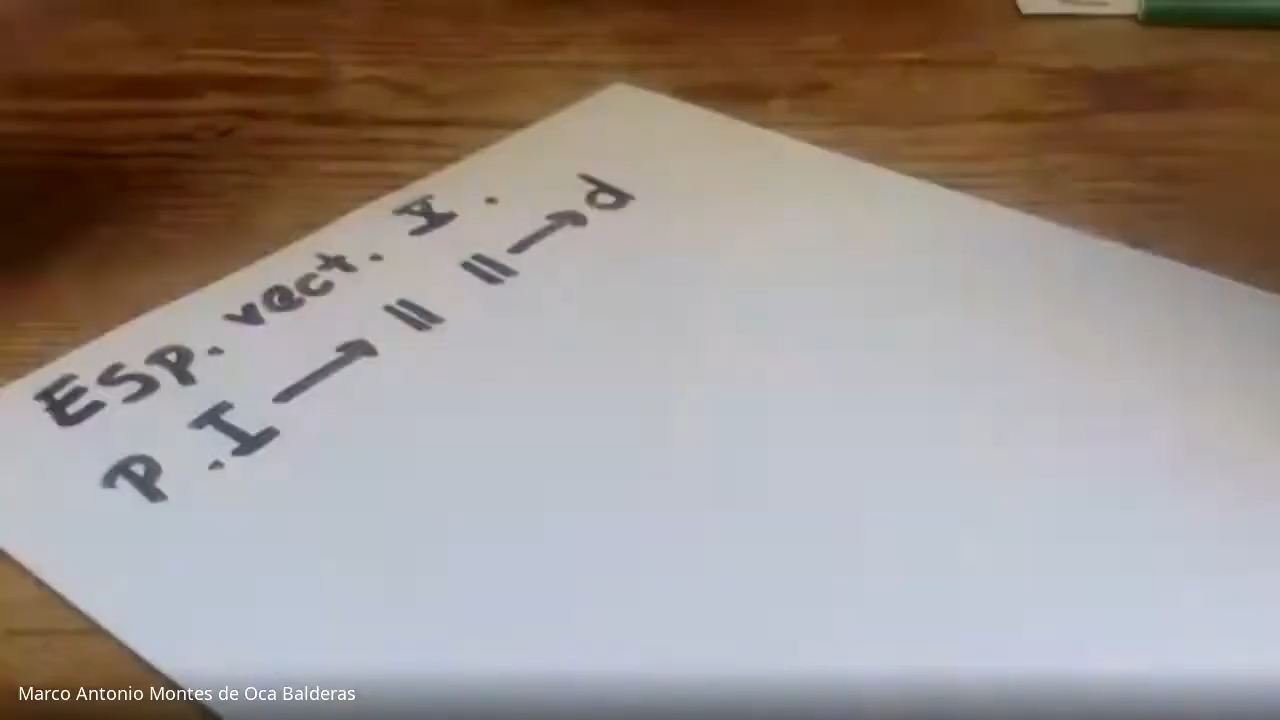 ESP. vect. X.
P.I → || || → d
Marco Antonio Montes de Oca Balderas